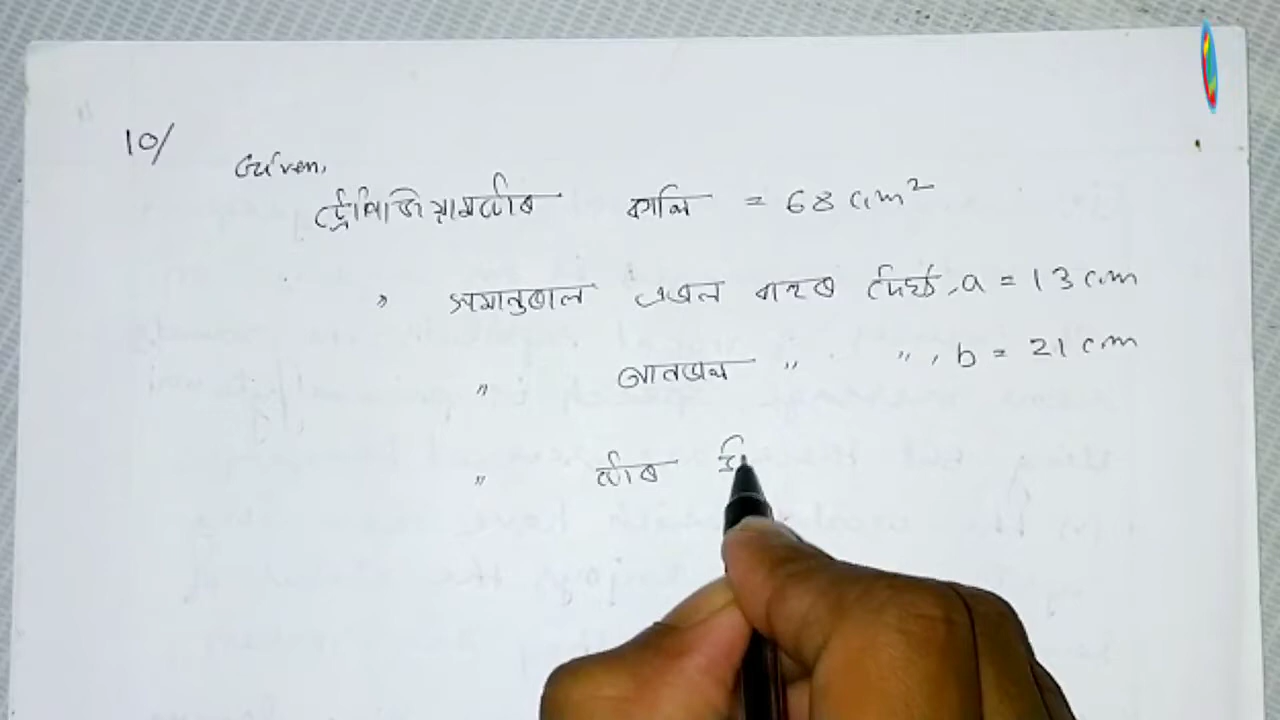 10/
Given,
ট্ৰেপিজিয়ামটোৰ কালি = 68 cm²
" সমান্তৰাল এডাল বাহুৰ দৈৰ্ঘ্য, a = 13 cm
" আনডাল " ", b = 21 cm
" টোৰ